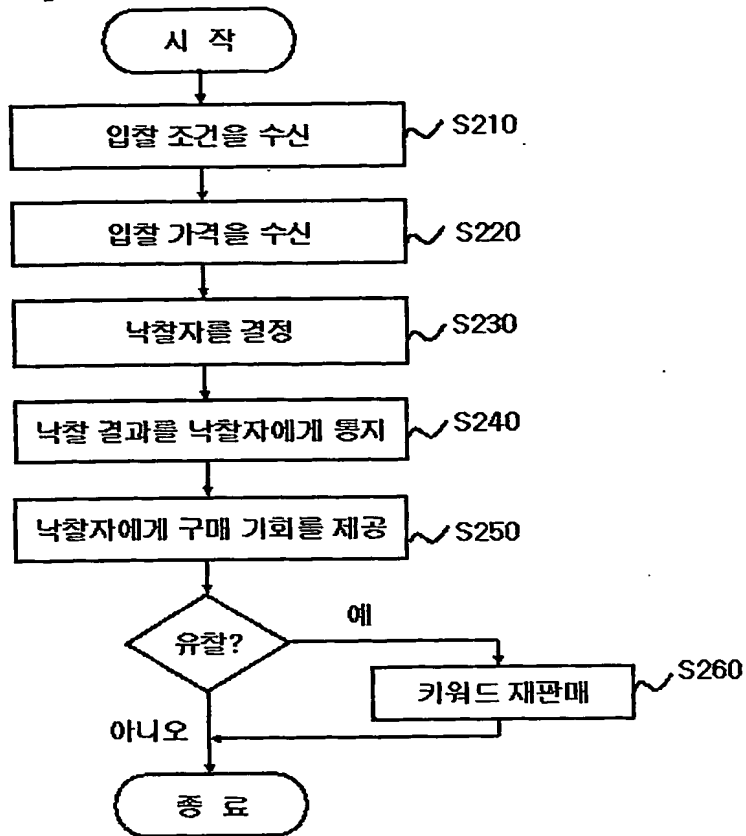 시 작
입찰 조건을 수신 S210
입찰 가격을 수신 S220
낙찰자를 결정 S230
낙찰 결과를 낙찰자에게 통지 S240
낙찰자에게 구매 기회를 제공 S250
유찰?
예
키워드 재판매 S260
아니오
종 료